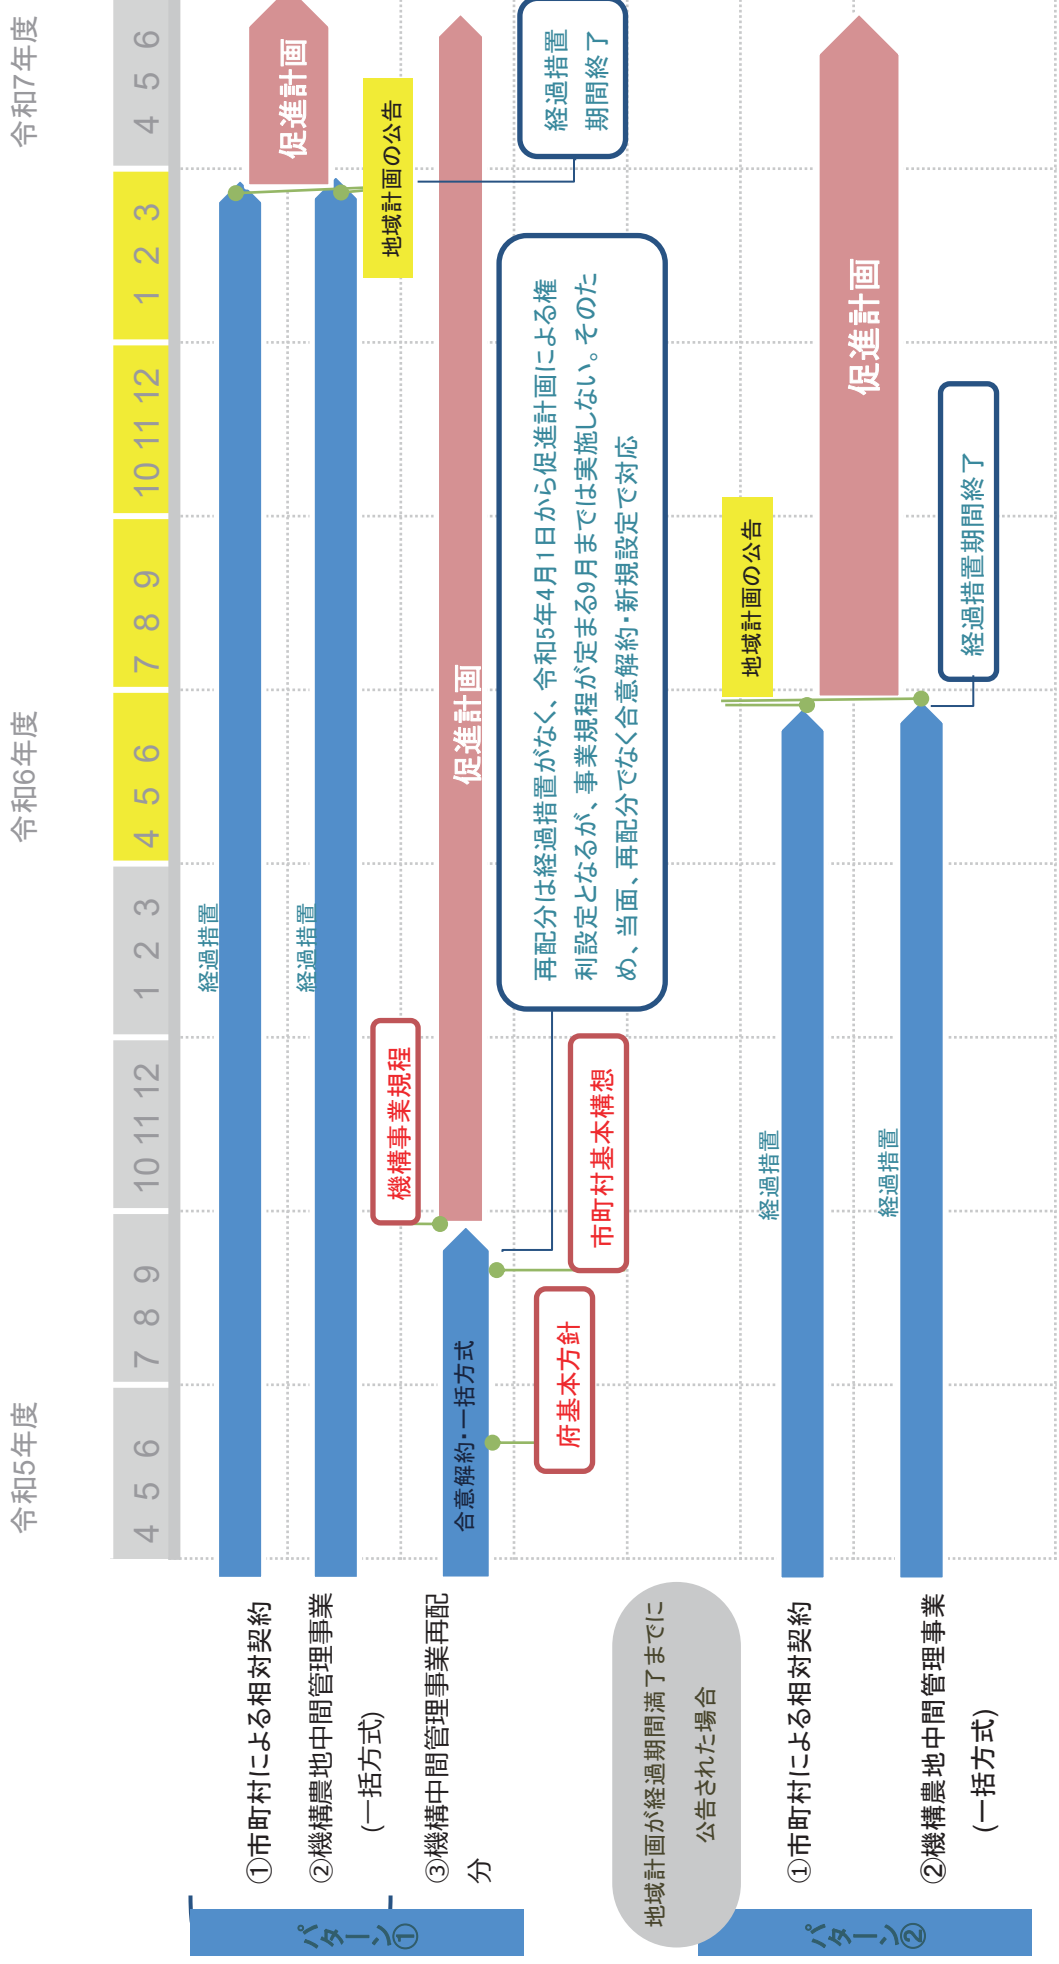 令和5年度
令和6年度
令和7年度
4 5 6 7 8 9 10 11 12 1 2 3 4 5 6 7 8 9 10 11 12 1 2 3 4 5 6
パターン①
①市町村による相対契約
経過措置
促進計画
②機構農地中間管理事業
(一括方式)
経過措置
地域計画の公告
機構事業規程
③機構中間管理事業再配
分
合意解約・一括方式
促進計画
経過措置
期間終了
再配分は経過措置がなく、令和5年4月1日から促進計画による権
利設定となるが、事業規程が定まる9月までは実施しない。そのた
め、当面、再配分でなく合意解約・新規設定で対応
府基本方針
市町村基本構想
地域計画が経過期間満了までに
公告された場合
パターン②
①市町村による相対契約
経過措置
地域計画の公告
促進計画
②機構農地中間管理事業
(一括方式)
経過措置
経過措置期間終了